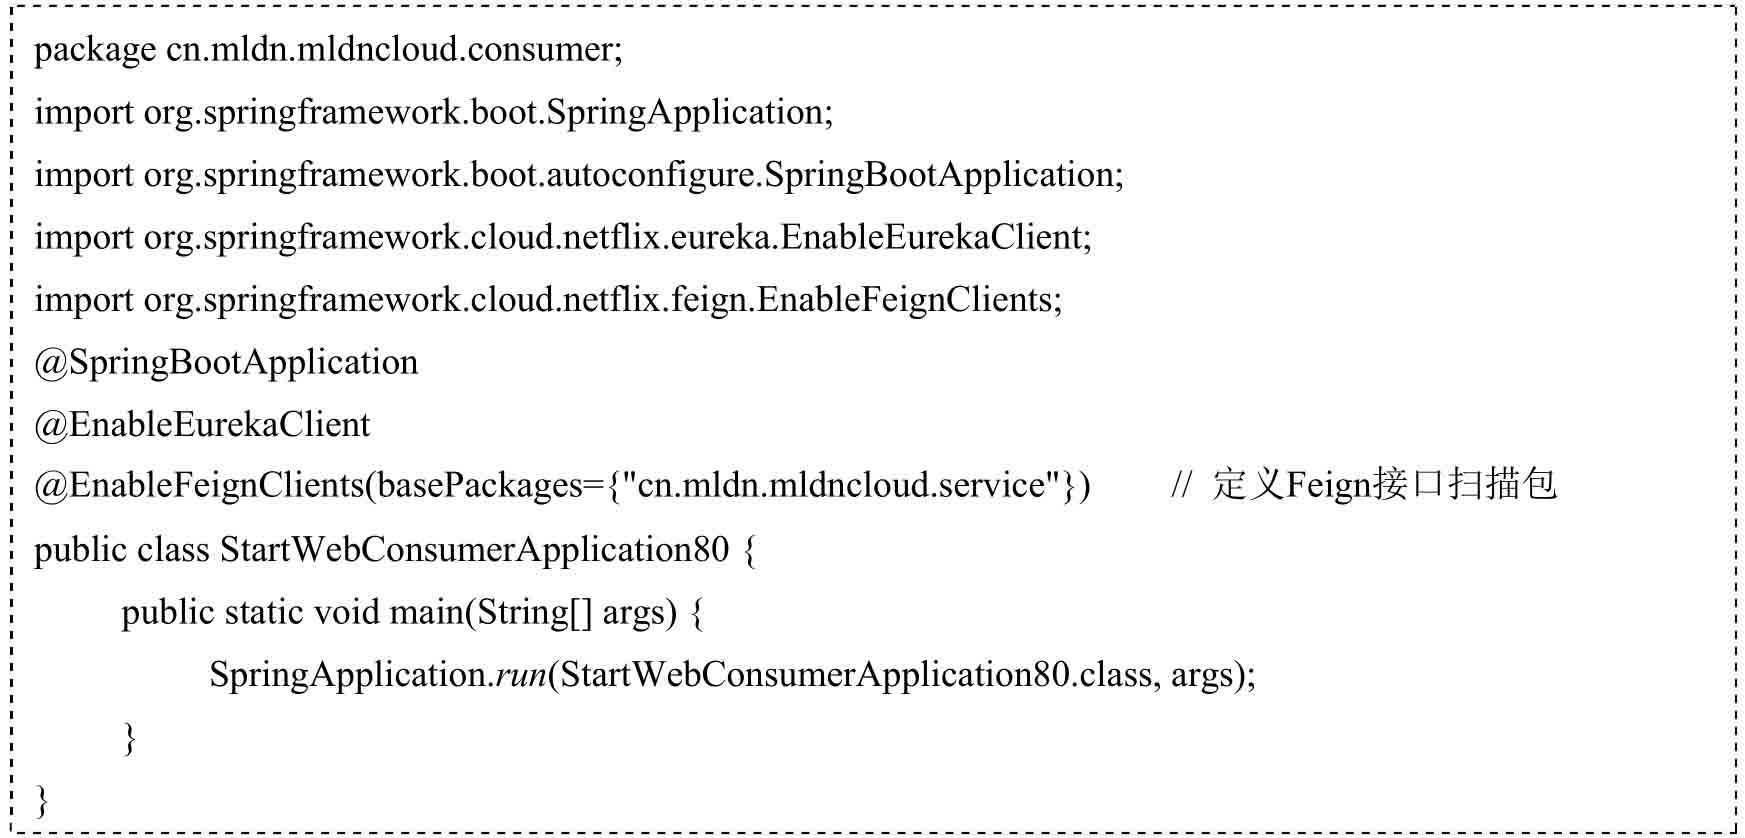 package cn.mldn.mldncloud.consumer;
import org.springframework.boot.SpringApplication;
import org.springframework.boot.autoconfigure.SpringBootApplication;
import org.springframework.cloud.netflix.eureka.EnableEurekaClient;
import org.springframework.cloud.netflix.feign.EnableFeignClients;
@SpringBootApplication
@EnableEurekaClient
@EnableFeignClients(basePackages={"cn.mldn.mldncloud.service"}) // 定义Feign接口扫描包
public class StartWebConsumerApplication80 {
public static void main(String[] args) {
SpringApplication.run(StartWebConsumerApplication80.class, args);
}
}